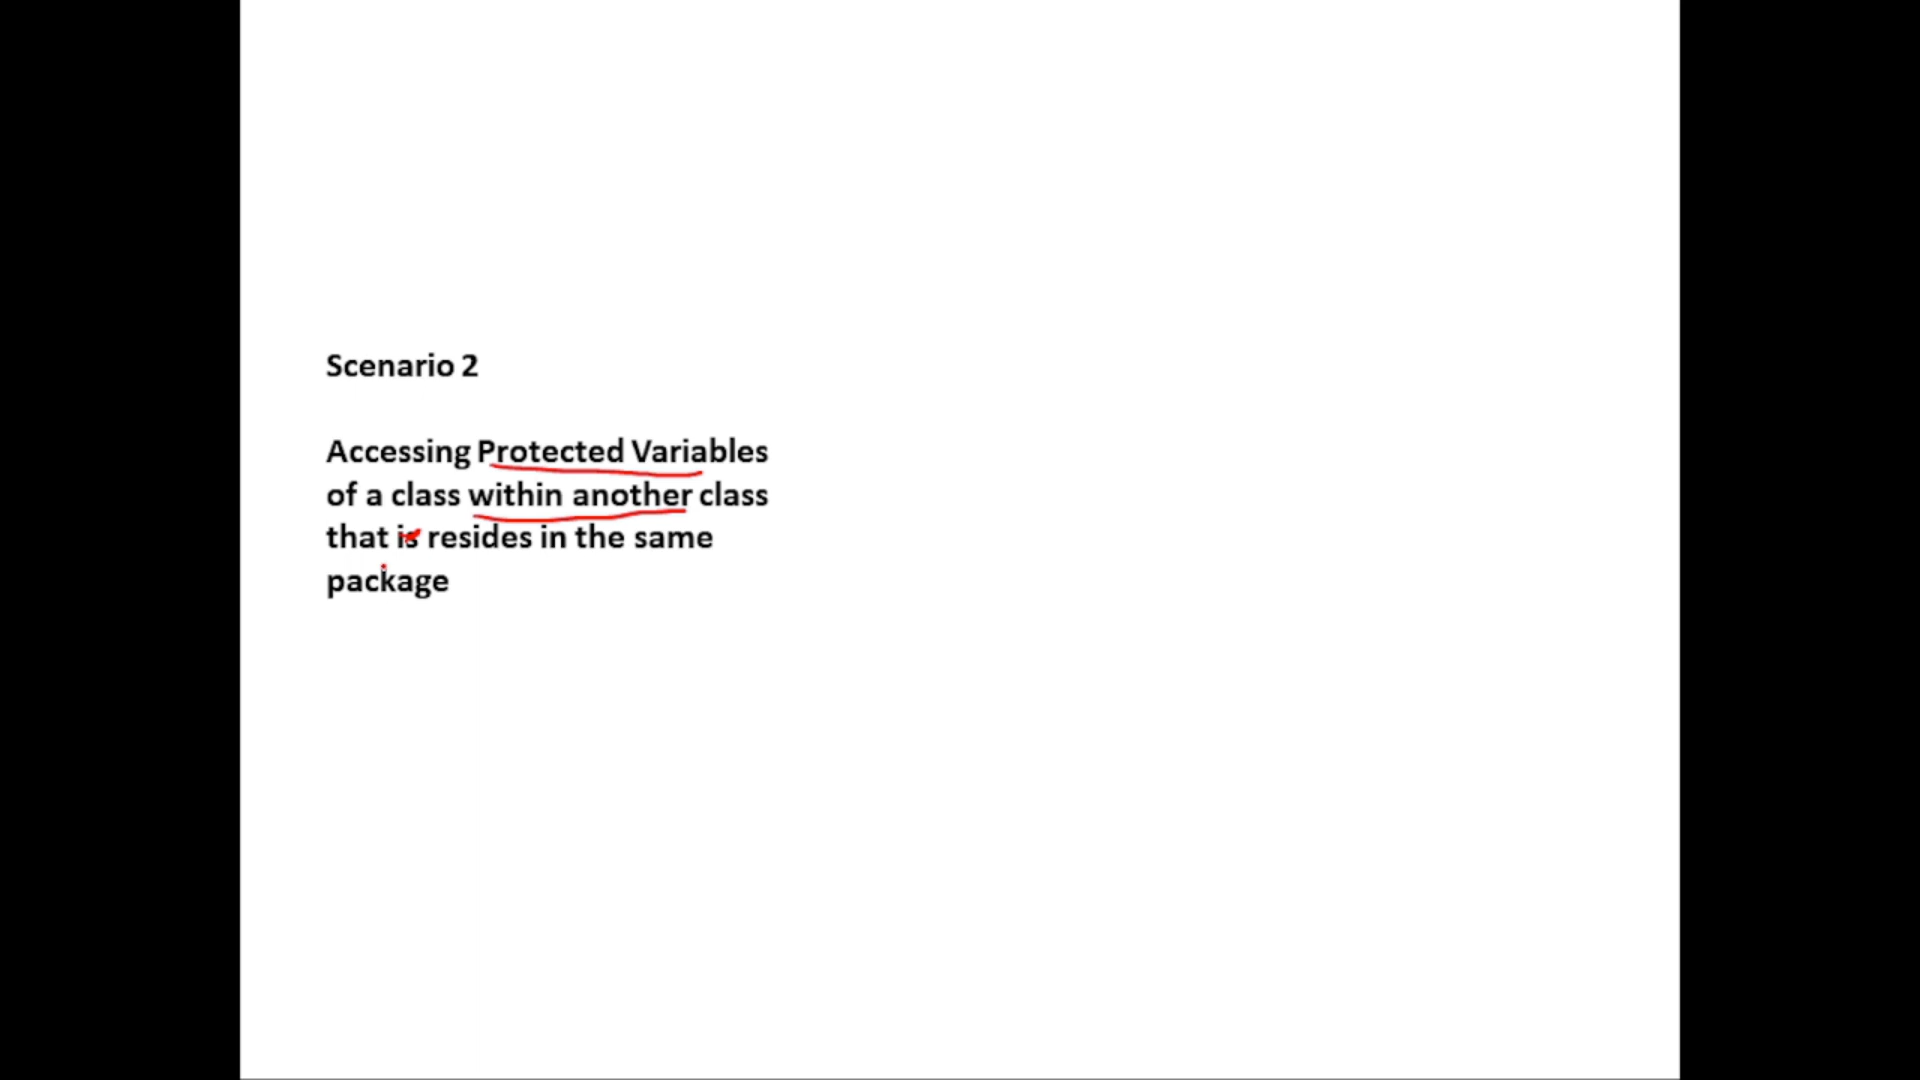 Scenario 2
Accessing Protected Variables
of a class within another class
that is resides in the same
package